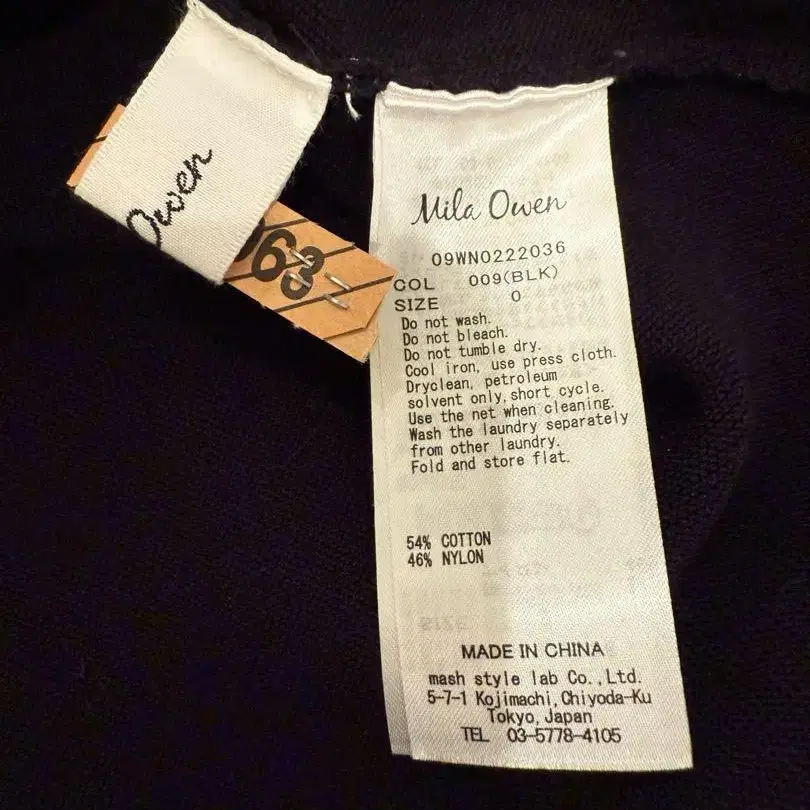 Owen
63
Mila Owen
09WN0222036
COL 009(BLK)
SIZE 0
Do not wash.
Do not bleach.
Do not tumble dry.
Cool iron, use press cloth.
Dryclean, petroleum
solvent only, short cycle.
Use the net when cleaning.
Wash the laundry separately
from other laundry.
Fold and store flat.
54% COTTON
46% NYLON
MADE IN CHINA
mash style lab Co.,Ltd.
5-7-1 Kojimachi,Chiyoda-Ku
Tokyo,Japan
TEL 03-5778-4105